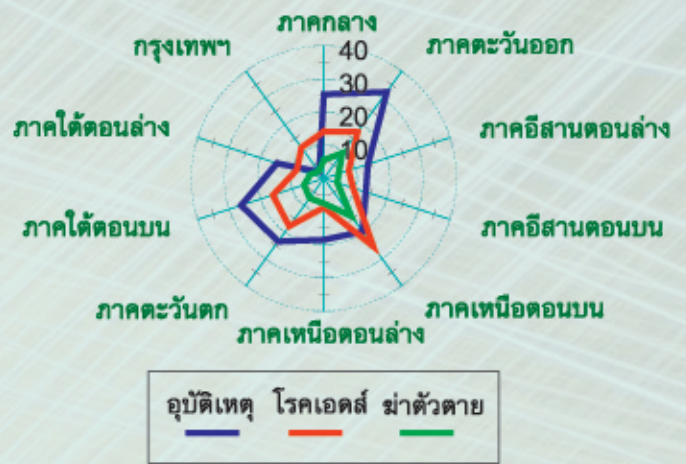 ภาคกลาง
กรุงเทพฯ
40
ภาคตะวันออก
30
20
ภาคใต้ตอนล่าง
ภาคอีสานตอนล่าง
10
ภาคใต้ตอนบน
ภาคอีสานตอนบน
ภาคตะวันตก
ภาคเหนือตอนบน
ภาคเหนือตอนล่าง
อุบัติเหตุ โรคเอดส์ ฆ่าตัวตาย